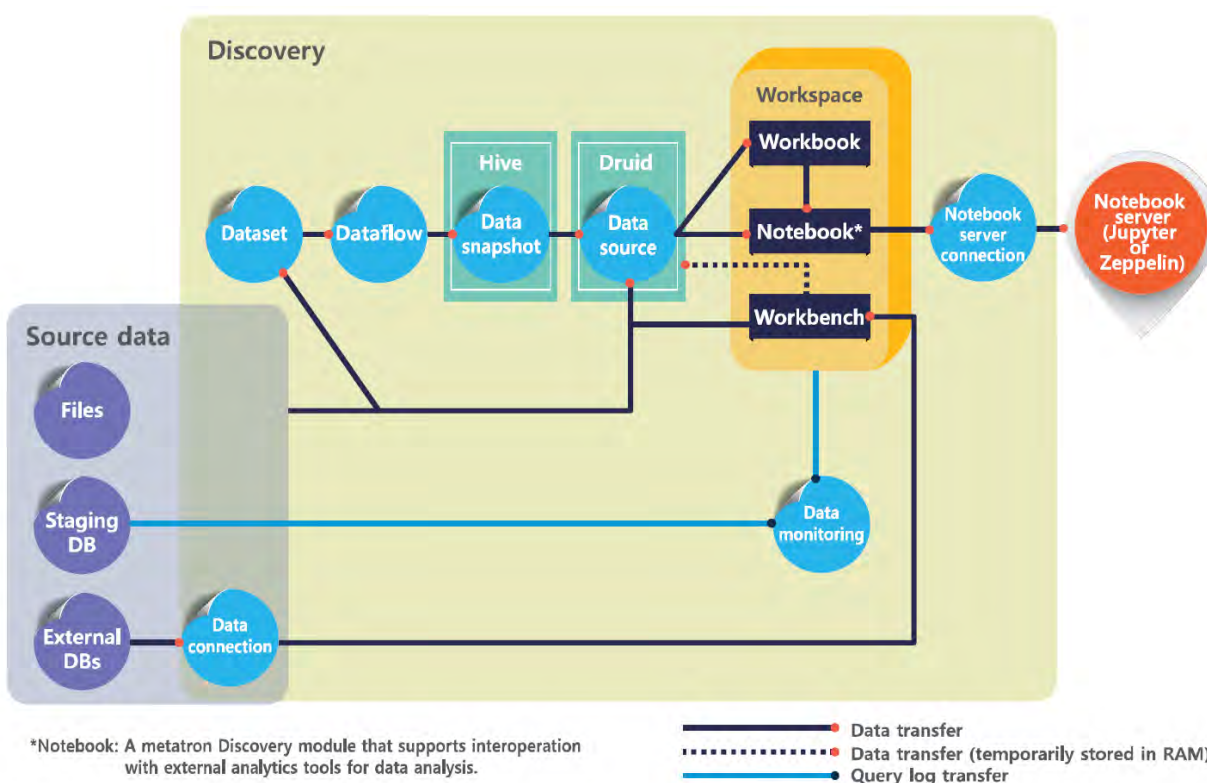 Discovery
Workspace
Workbook
Hive
Druid
Dataset
Dataflow
Data
snapshot
Data
source
Notebook*
Notebook
server
connection
Notebook
server
(Jupyter
or
Zeppelin)
Workbench
Source data
Files
Staging
DB
Data
monitoring
External
DBs
Data
connection
*Notebook: A metatron Discovery module that supports interoperation
with external analytics tools for data analysis.
Data transfer
Data transfer (temporarily stored in RAM)
Query log transfer